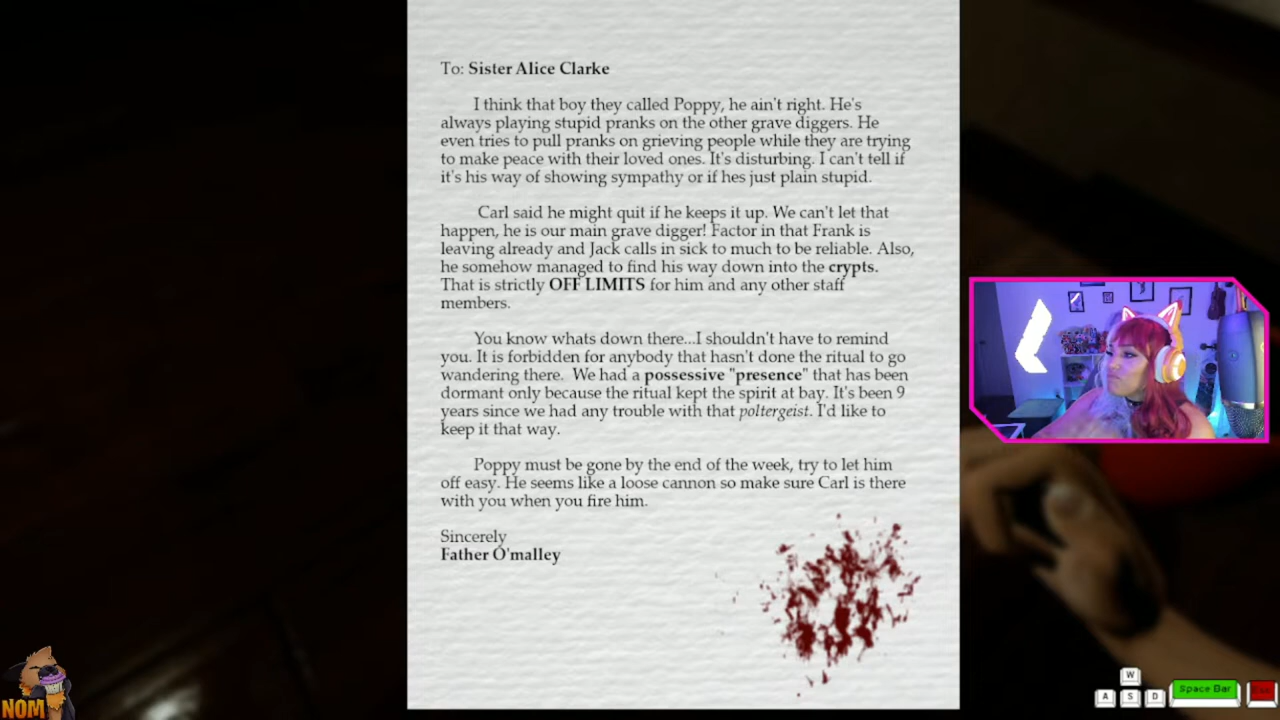 To: Sister Alice Clarke
I think that boy they called Poppy, he ain't right. He's
always playing stupid pranks on the other grave diggers. He
even tries to pull pranks on grieving people while they are trying
to make peace with their loved ones. It's disturbing. I can't tell if
it's his way of showing sympathy or if hes just plain stupid.
Carl said he might quit if he keeps it up. We can't let that
happen, he is our main grave digger! Factor in that Frank is
leaving already and Jack calls in sick to much to be reliable. Also,
he somehow managed to find his way down into the crypts.
That is strictly OFF LIMITS for him and any other staff
members.
You know whats down there...I shouldn't have to remind
you. It is forbidden for anybody that hasn't done the ritual to go
wandering there. We had a possessive "presence" that has been
dormant only because the ritual kept the spirit at bay. It's been 9
years since we had any trouble with that poltergeist. I'd like to
keep it that way.
Poppy must be gone by the end of the week, try to let him
off easy. He seems like a loose cannon so make sure Carl is there
with you when you fire him.
Sincerely
Father O'malley
NOM
W
A S D
Space Bar